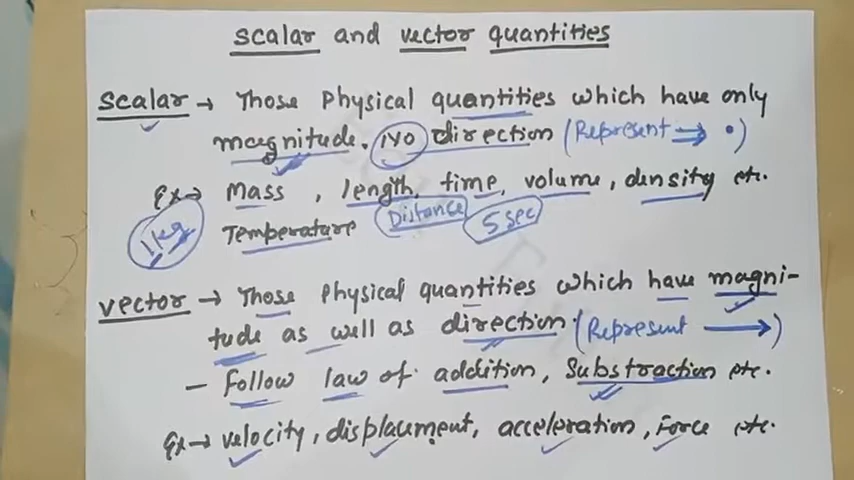 scalar and vector quantities
scalar → Those Physical quantities which have only
magnitude. NO direction (Represent ⇒ •)
Ex→ Mass, length, time, volume, density etc.
1kg Temperature Distance 5 sec
vector → Those Physical quantities which have magni-
tude as well as direction. (Represent →)
- Follow law of addition, Substraction etc.
Ex→ velocity, displacement, acceleration, Force etc.